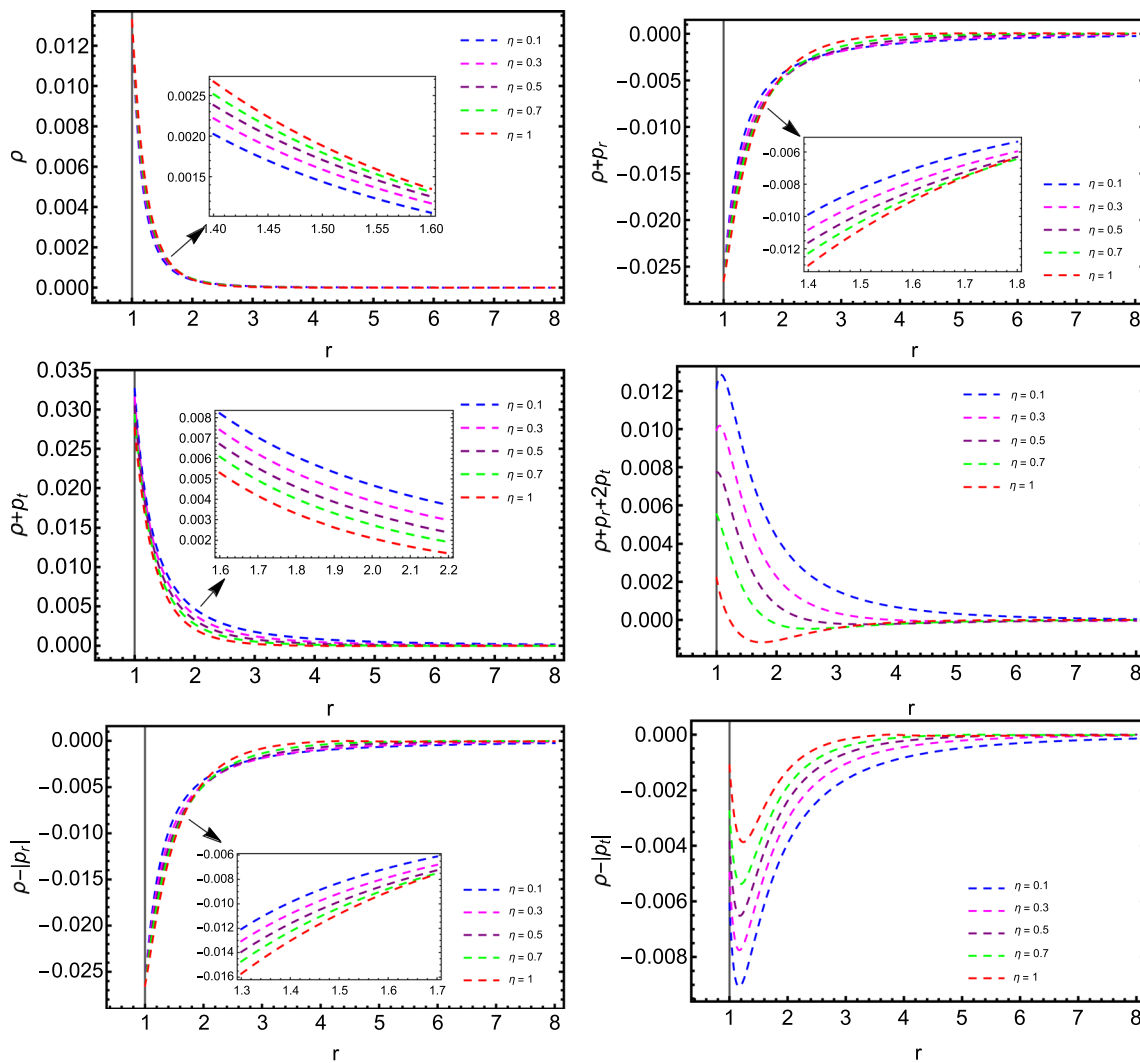 ρ
0.012
0.010
0.008
0.006
0.004
0.002
0.000
0.0025
0.0020
0.0015
1.40 1.45 1.50 1.55 1.60
η = 0.1
η = 0.3
η = 0.5
η = 0.7
η = 1
1 2 3 4 5 6 7 8
r
ρ+pr
0.000
−0.005
−0.010
−0.015
−0.020
−0.025
−0.006
−0.008
−0.010
−0.012
1.4 1.5 1.6 1.7 1.8
η = 0.1
η = 0.3
η = 0.5
η = 0.7
η = 1
1 2 3 4 5 6 7 8
r
ρ+pt
0.035
0.030
0.025
0.020
0.015
0.010
0.005
0.000
0.008
0.007
0.006
0.005
0.004
0.003
0.002
1.6 1.7 1.8 1.9 2.0 2.1 2.2
η = 0.1
η = 0.3
η = 0.5
η = 0.7
η = 1
1 2 3 4 5 6 7 8
r
ρ+pr+2pt
0.012
0.010
0.008
0.006
0.004
0.002
0.000
η = 0.1
η = 0.3
η = 0.5
η = 0.7
η = 1
1 2 3 4 5 6 7 8
r
ρ−|pr|
0.000
−0.005
−0.010
−0.015
−0.020
−0.025
−0.006
−0.008
−0.010
−0.012
−0.014
−0.016
1.3 1.4 1.5 1.6 1.7
η = 0.1
η = 0.3
η = 0.5
η = 0.7
η = 1
1 2 3 4 5 6 7 8
r
ρ−|pt|
0.000
−0.002
−0.004
−0.006
−0.008
η = 0.1
η = 0.3
η = 0.5
η = 0.7
η = 1
1 2 3 4 5 6 7 8
r